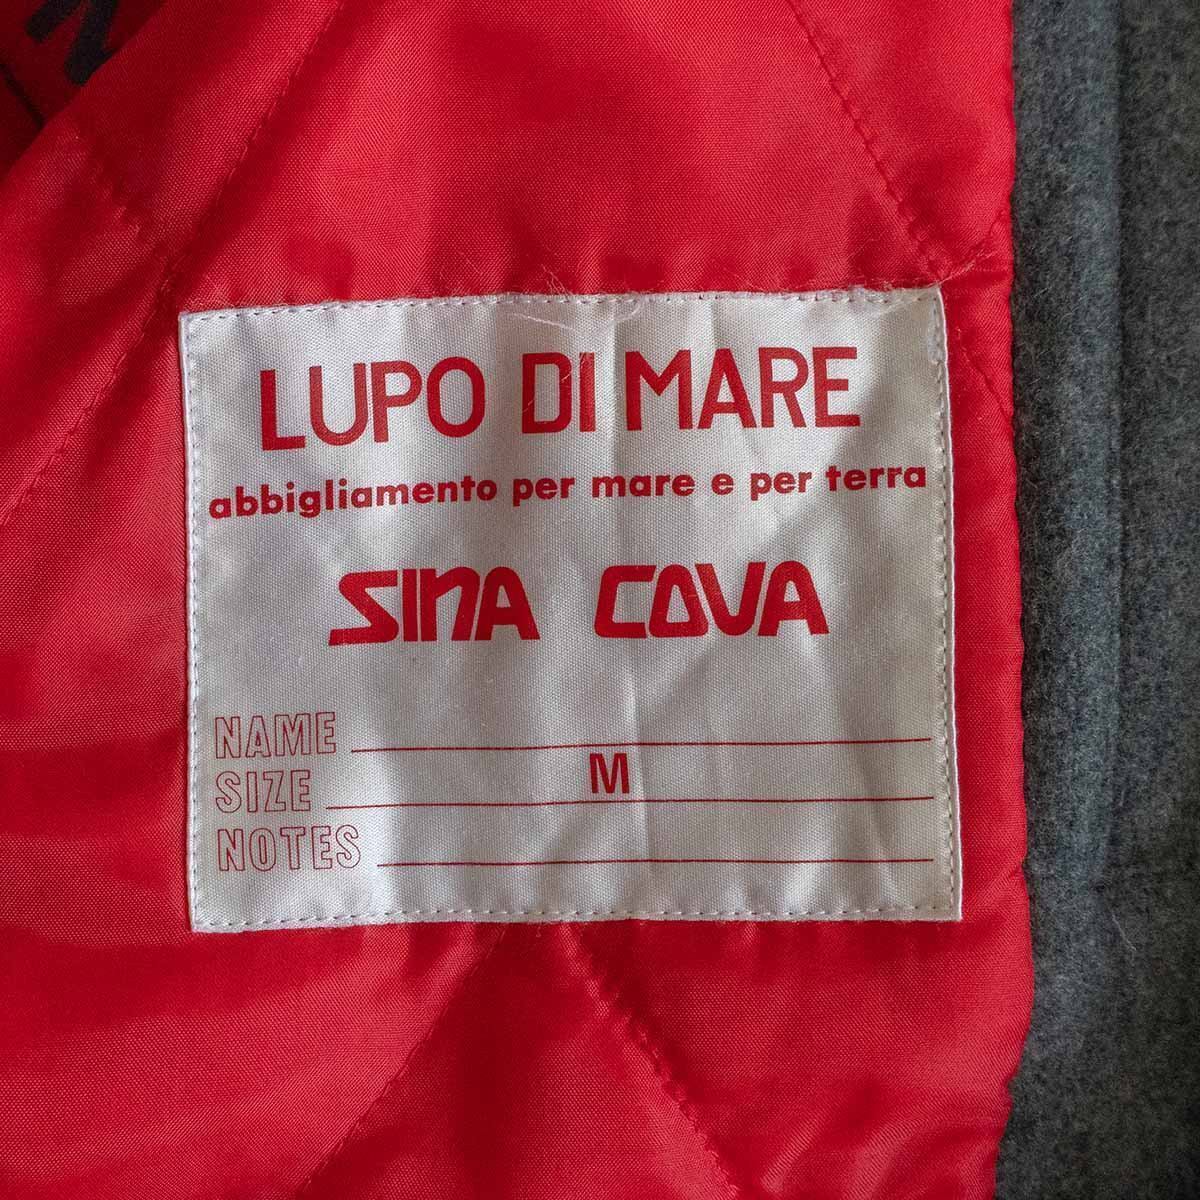 LUPO DI MARE
abbigliamento per mare e per terra
SINA COVA
NAME
SIZE M
NOTES